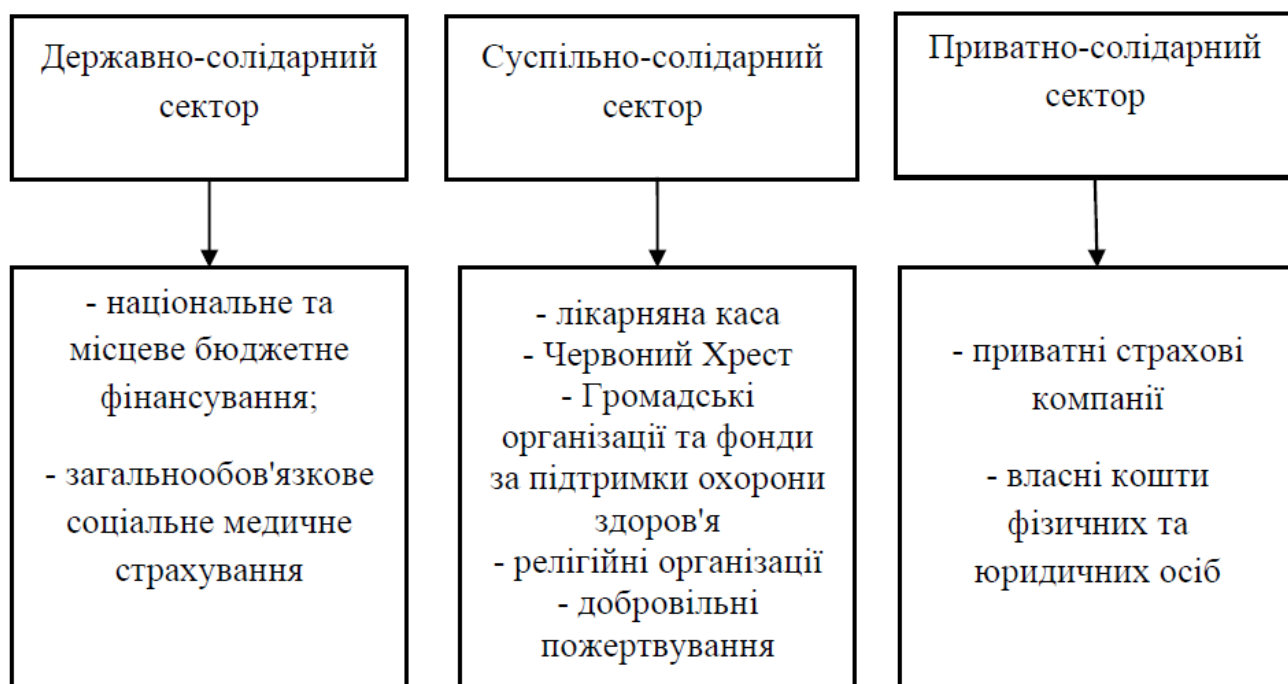 Державно-солідарний
сектор
Суспільно-солідарний
сектор
Приватно-солідарний
сектор
- національне та
місцеве бюджетне
фінансування;
- загальнообов'язкове
соціальне медичне
страхування
- лікарняна каса
- Червоний Хрест
- Громадські
організації та фонди
за підтримки охорони
здоров'я
- релігійні організації
- добровільні
пожертвування
- приватні страхові
компанії
- власні кошти
фізичних та
юридичних осіб